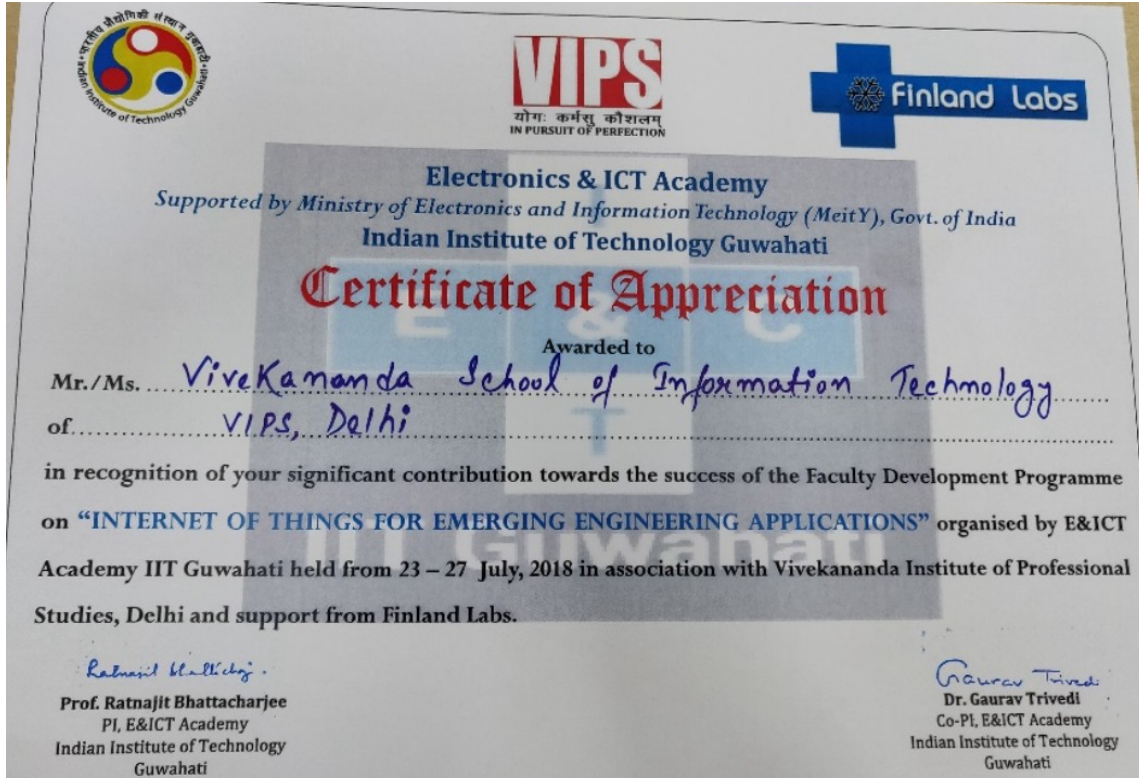 भारतीय प्रौद्योगिकी संस्थान गुवाहाटी
Indian Institute of Technology Guwahati
VIPS
योगः कर्मसु कौशलम्
IN PURSUIT OF PERFECTION
Finland Labs
Electronics & ICT Academy
Supported by Ministry of Electronics and Information Technology (MeitY), Govt. of India
Indian Institute of Technology Guwahati
Certificate of Appreciation
Awarded to
Mr./Ms. Vivekananda School of Information Technology
of VIPS, Delhi
in recognition of your significant contribution towards the success of the Faculty Development Programme
on “INTERNET OF THINGS FOR EMERGING ENGINEERING APPLICATIONS” organised by E&ICT
Academy IIT Guwahati held from 23 – 27 July, 2018 in association with Vivekananda Institute of Professional
Studies, Delhi and support from Finland Labs.
E & C
I
T
IIT Guwahati
Prof. Ratnajit Bhattacharjee
PI, E&ICT Academy
Indian Institute of Technology
Guwahati
Gaurav Trivedi
Dr. Gaurav Trivedi
Co-PI, E&ICT Academy
Indian Institute of Technology
Guwahati